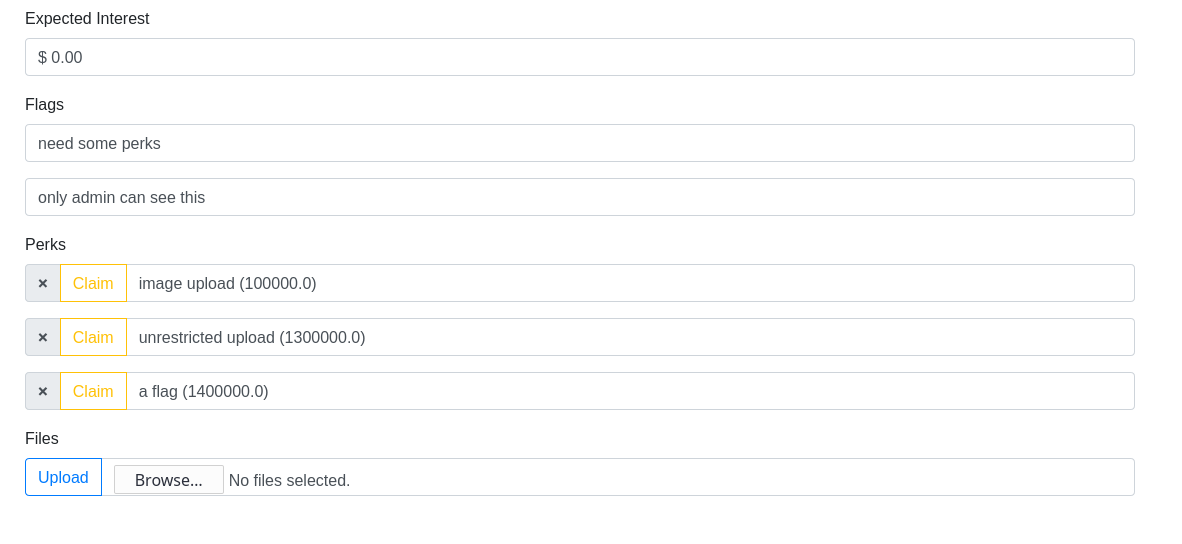 Expected Interest
$ 0.00
Flags
need some perks
only admin can see this
Perks
× Claim image upload (100000.0)
× Claim unrestricted upload (1300000.0)
× Claim a flag (1400000.0)
Files
Upload Browse... No files selected.